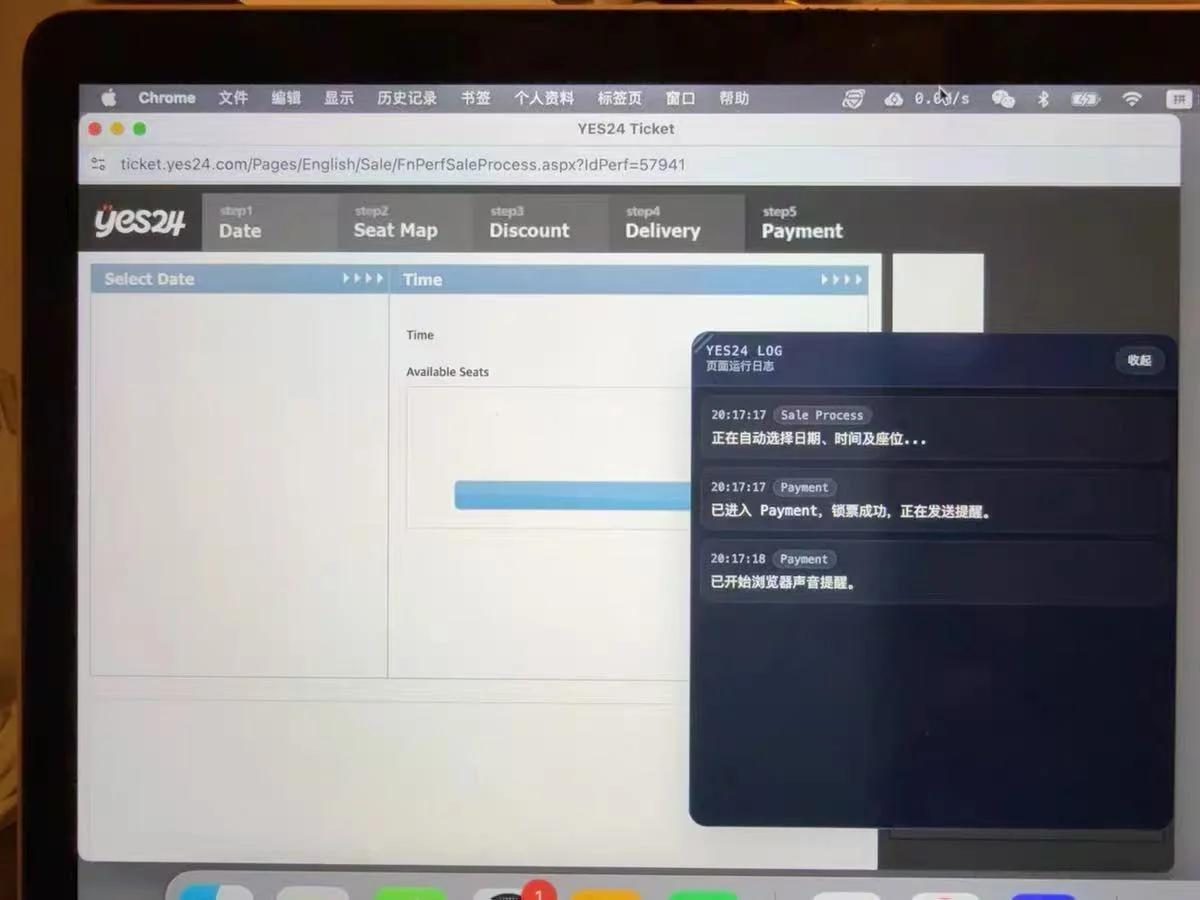 Chrome 文件 编辑 显示 历史记录 书签 个人资料 标签页 窗口 帮助
拼
YES24 Ticket
ticket.yes24.com/Pages/English/Sale/FnPerfSaleProcess.aspx?IdPerf=57941
yes24
step1
Date
step2
Seat Map
step3
Discount
step4
Delivery
step5
Payment
Select Date
Time
Time
Available Seats
YES24 LOG
页面运行日志
收起
20:17:17 Sale Process
正在自动选择日期、时间及座位...
20:17:17 Payment
已进入 Payment, 锁票成功, 正在发送提醒。
20:17:18 Payment
已开始浏览器声音提醒。
1